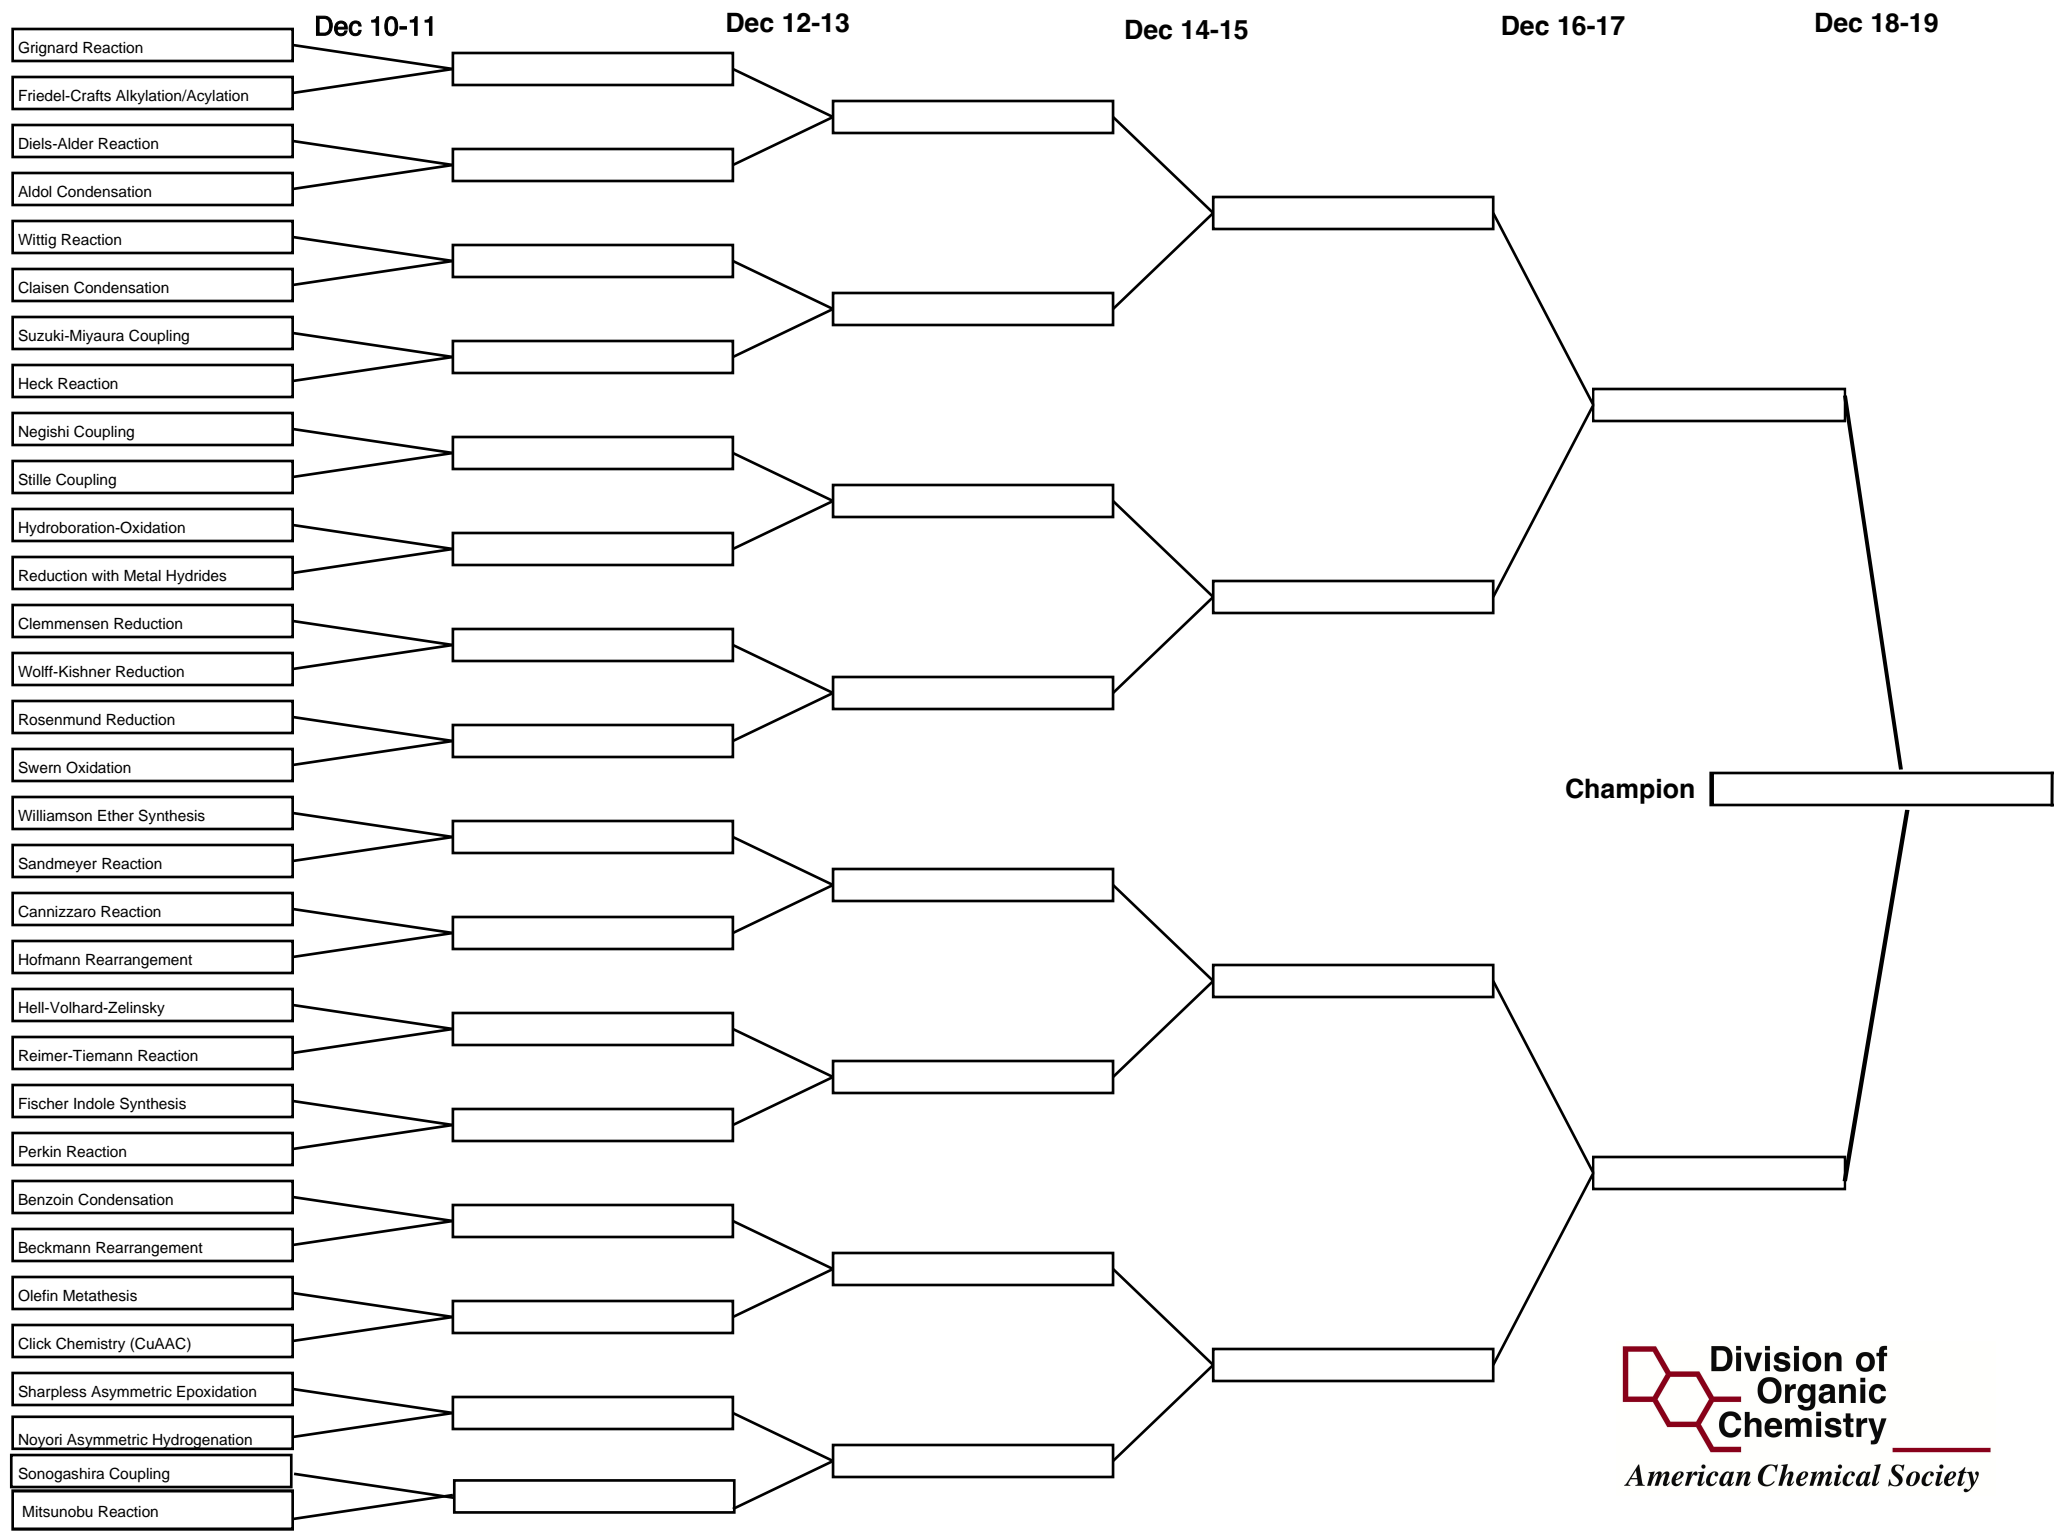 Dec 10-11
Dec 12-13
Dec 14-15
Dec 16-17
Dec 18-19
Grignard Reaction
Friedel-Crafts Alkylation/Acylation
Diels-Alder Reaction
Aldol Condensation
Wittig Reaction
Claisen Condensation
Suzuki-Miyaura Coupling
Heck Reaction
Negishi Coupling
Stille Coupling
Hydroboration-Oxidation
Reduction with Metal Hydrides
Clemmensen Reduction
Wolff-Kishner Reduction
Rosenmund Reduction
Swern Oxidation
Williamson Ether Synthesis
Sandmeyer Reaction
Cannizzaro Reaction
Hofmann Rearrangement
Hell-Volhard-Zelinsky
Reimer-Tiemann Reaction
Fischer Indole Synthesis
Perkin Reaction
Benzoin Condensation
Beckmann Rearrangement
Olefin Metathesis
Click Chemistry (CuAAC)
Sharpless Asymmetric Epoxidation
Noyori Asymmetric Hydrogenation
Sonogashira Coupling
Mitsunobu Reaction
Champion
Division of
Organic
Chemistry
American Chemical Society